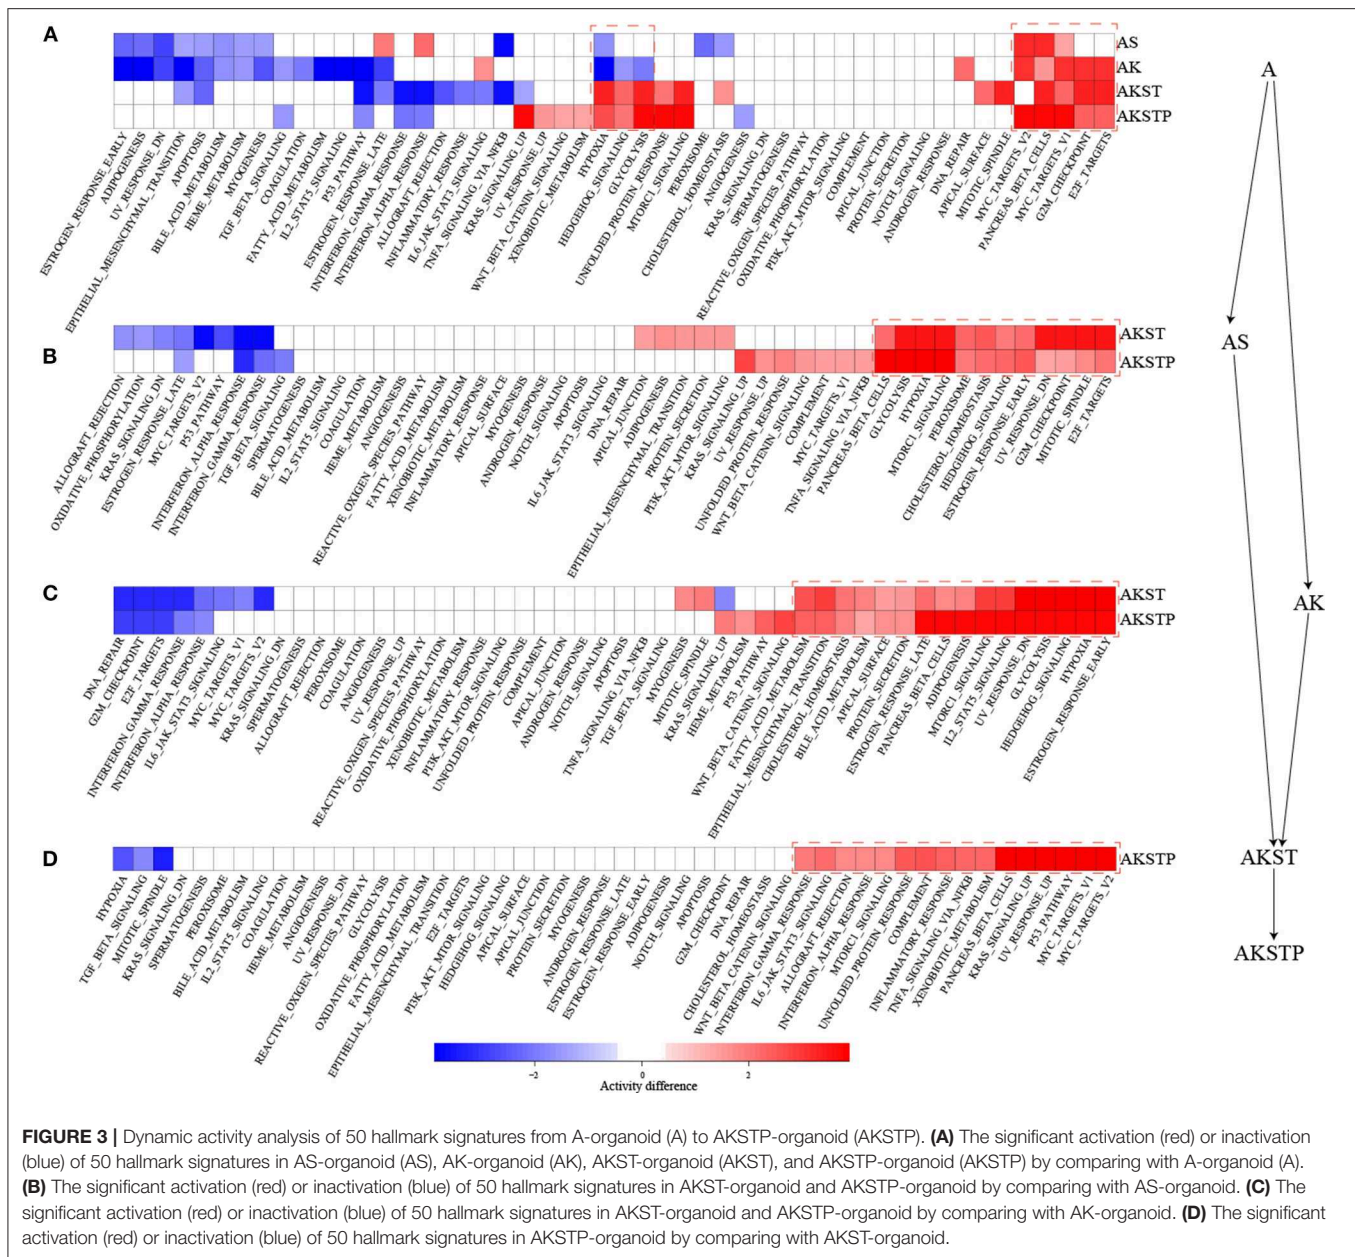 A
AS
AK
AKST
AKSTP
ESTROGEN_RESPONSE_EARLY
ADIPOGENESIS
UV_RESPONSE_DN
EPITHELIAL_MESENCHYMAL_TRANSITION
APOPTOSIS
BILE_ACID_METABOLISM
HEME_METABOLISM
MYOGENESIS
TGF_BETA_SIGNALING
COAGULATION
FATTY_ACID_METABOLISM
IL2_STAT5_SIGNALING
P53_PATHWAY
ESTROGEN_RESPONSE_LATE
INTERFERON_GAMMA_RESPONSE
INTERFERON_ALPHA_RESPONSE
ALLOGRAFT_REJECTION
INFLAMMATORY_RESPONSE
IL6_JAK_STAT3_SIGNALING
TNFA_SIGNALING_VIA_NFKB
KRAS_SIGNALING_UP
UV_RESPONSE_UP
WNT_BETA_CATENIN_SIGNALING
XENOBIOTIC_METABOLISM
HYPOXIA
HEDGEHOG_SIGNALING
GLYCOLYSIS
UNFOLDED_PROTEIN_RESPONSE
MTORC1_SIGNALING
PEROXISOME
CHOLESTEROL_HOMEOSTASIS
ANGIOGENESIS
KRAS_SIGNALING_DN
SPERMATOGENESIS
REACTIVE_OXIGEN_SPECIES_PATHWAY
OXIDATIVE_PHOSPHORYLATION
PI3K_AKT_MTOR_SIGNALING
COMPLEMENT
APICAL_JUNCTION
PROTEIN_SECRETION
NOTCH_SIGNALING
ANDROGEN_RESPONSE
DNA_REPAIR
APICAL_SURFACE
MITOTIC_SPINDLE
MYC_TARGETS_V2
PANCREAS_BETA_CELLS
MYC_TARGETS_V1
G2M_CHECKPOINT
E2F_TARGETS
B
AKST
AKSTP
ALLOGRAFT_REJECTION
OXIDATIVE_PHOSPHORYLATION
KRAS_SIGNALING_DN
ESTROGEN_RESPONSE_LATE
MYC_TARGETS_V2
P53_PATHWAY
INTERFERON_ALPHA_RESPONSE
INTERFERON_GAMMA_RESPONSE
TGF_BETA_SIGNALING
SPERMATOGENESIS
BILE_ACID_METABOLISM
IL2_STAT5_SIGNALING
COAGULATION
HEME_METABOLISM
ANGIOGENESIS
REACTIVE_OXIGEN_SPECIES_PATHWAY
FATTY_ACID_METABOLISM
XENOBIOTIC_METABOLISM
INFLAMMATORY_RESPONSE
APICAL_SURFACE
MYOGENESIS
ANDROGEN_RESPONSE
NOTCH_SIGNALING
APOPTOSIS
IL6_JAK_STAT3_SIGNALING
DNA_REPAIR
APICAL_JUNCTION
ADIPOGENESIS
EPITHELIAL_MESENCHYMAL_TRANSITION
PROTEIN_SECRETION
PI3K_AKT_MTOR_SIGNALING
KRAS_SIGNALING_UP
UV_RESPONSE_UP
UNFOLDED_PROTEIN_RESPONSE
WNT_BETA_CATENIN_SIGNALING
COMPLEMENT
MYC_TARGETS_V1
TNFA_SIGNALING_VIA_NFKB
PANCREAS_BETA_CELLS
GLYCOLYSIS
HYPOXIA
MTORC1_SIGNALING
PEROXISOME
CHOLESTEROL_HOMEOSTASIS
HEDGEHOG_SIGNALING
ESTROGEN_RESPONSE_EARLY
UV_RESPONSE_DN
G2M_CHECKPOINT
MITOTIC_SPINDLE
E2F_TARGETS
C
AKST
AKSTP
DNA_REPAIR
G2M_CHECKPOINT
E2F_TARGETS
INTERFERON_GAMMA_RESPONSE
INTERFERON_ALPHA_RESPONSE
IL6_JAK_STAT3_SIGNALING
MYC_TARGETS_V1
MYC_TARGETS_V2
KRAS_SIGNALING_DN
SPERMATOGENESIS
ALLOGRAFT_REJECTION
PEROXISOME
COAGULATION
ANGIOGENESIS
UV_RESPONSE_UP
REACTIVE_OXIGEN_SPECIES_PATHWAY
OXIDATIVE_PHOSPHORYLATION
XENOBIOTIC_METABOLISM
INFLAMMATORY_RESPONSE
PI3K_AKT_MTOR_SIGNALING
UNFOLDED_PROTEIN_RESPONSE
COMPLEMENT
APICAL_JUNCTION
ANDROGEN_RESPONSE
NOTCH_SIGNALING
APOPTOSIS
TNFA_SIGNALING_VIA_NFKB
TGF_BETA_SIGNALING
MYOGENESIS
MITOTIC_SPINDLE
KRAS_SIGNALING_UP
HEME_METABOLISM
P53_PATHWAY
WNT_BETA_CATENIN_SIGNALING
FATTY_ACID_METABOLISM
EPITHELIAL_MESENCHYMAL_TRANSITION
CHOLESTEROL_HOMEOSTASIS
BILE_ACID_METABOLISM
APICAL_SURFACE
PROTEIN_SECRETION
ESTROGEN_RESPONSE_LATE
PANCREAS_BETA_CELLS
ADIPOGENESIS
MTORC1_SIGNALING
IL2_STAT5_SIGNALING
UV_RESPONSE_DN
GLYCOLYSIS
HEDGEHOG_SIGNALING
HYPOXIA
ESTROGEN_RESPONSE_EARLY
D
AKSTP
HYPOXIA
TGF_BETA_SIGNALING
MITOTIC_SPINDLE
KRAS_SIGNALING_DN
SPERMATOGENESIS
PEROXISOME
BILE_ACID_METABOLISM
IL2_STAT5_SIGNALING
COAGULATION
HEME_METABOLISM
ANGIOGENESIS
UV_RESPONSE_DN
REACTIVE_OXIGEN_SPECIES_PATHWAY
GLYCOLYSIS
OXIDATIVE_PHOSPHORYLATION
FATTY_ACID_METABOLISM
EPITHELIAL_MESENCHYMAL_TRANSITION
E2F_TARGETS
PI3K_AKT_MTOR_SIGNALING
HEDGEHOG_SIGNALING
APICAL_SURFACE
APICAL_JUNCTION
PROTEIN_SECRETION
MYOGENESIS
ANDROGEN_RESPONSE
ESTROGEN_RESPONSE_LATE
ESTROGEN_RESPONSE_EARLY
ADIPOGENESIS
NOTCH_SIGNALING
APOPTOSIS
G2M_CHECKPOINT
DNA_REPAIR
CHOLESTEROL_HOMEOSTASIS
WNT_BETA_CATENIN_SIGNALING
INTERFERON_GAMMA_RESPONSE
IL6_JAK_STAT3_SIGNALING
ALLOGRAFT_REJECTION
INTERFERON_ALPHA_RESPONSE
MTORC1_SIGNALING
UNFOLDED_PROTEIN_RESPONSE
COMPLEMENT
INFLAMMATORY_RESPONSE
TNFA_SIGNALING_VIA_NFKB
XENOBIOTIC_METABOLISM
PANCREAS_BETA_CELLS
KRAS_SIGNALING_UP
UV_RESPONSE_UP
P53_PATHWAY
MYC_TARGETS_V1
MYC_TARGETS_V2
−2 0 2
Activity difference
A
AS
AK
AKST
AKSTP
FIGURE 3 | Dynamic activity analysis of 50 hallmark signatures from A-organoid (A) to AKSTP-organoid (AKSTP). (A) The significant activation (red) or inactivation
(blue) of 50 hallmark signatures in AS-organoid (AS), AK-organoid (AK), AKST-organoid (AKST), and AKSTP-organoid (AKSTP) by comparing with A-organoid (A).
(B) The significant activation (red) or inactivation (blue) of 50 hallmark signatures in AKST-organoid and AKSTP-organoid by comparing with AS-organoid. (C) The
significant activation (red) or inactivation (blue) of 50 hallmark signatures in AKST-organoid and AKSTP-organoid by comparing with AK-organoid. (D) The significant
activation (red) or inactivation (blue) of 50 hallmark signatures in AKSTP-organoid by comparing with AKST-organoid.